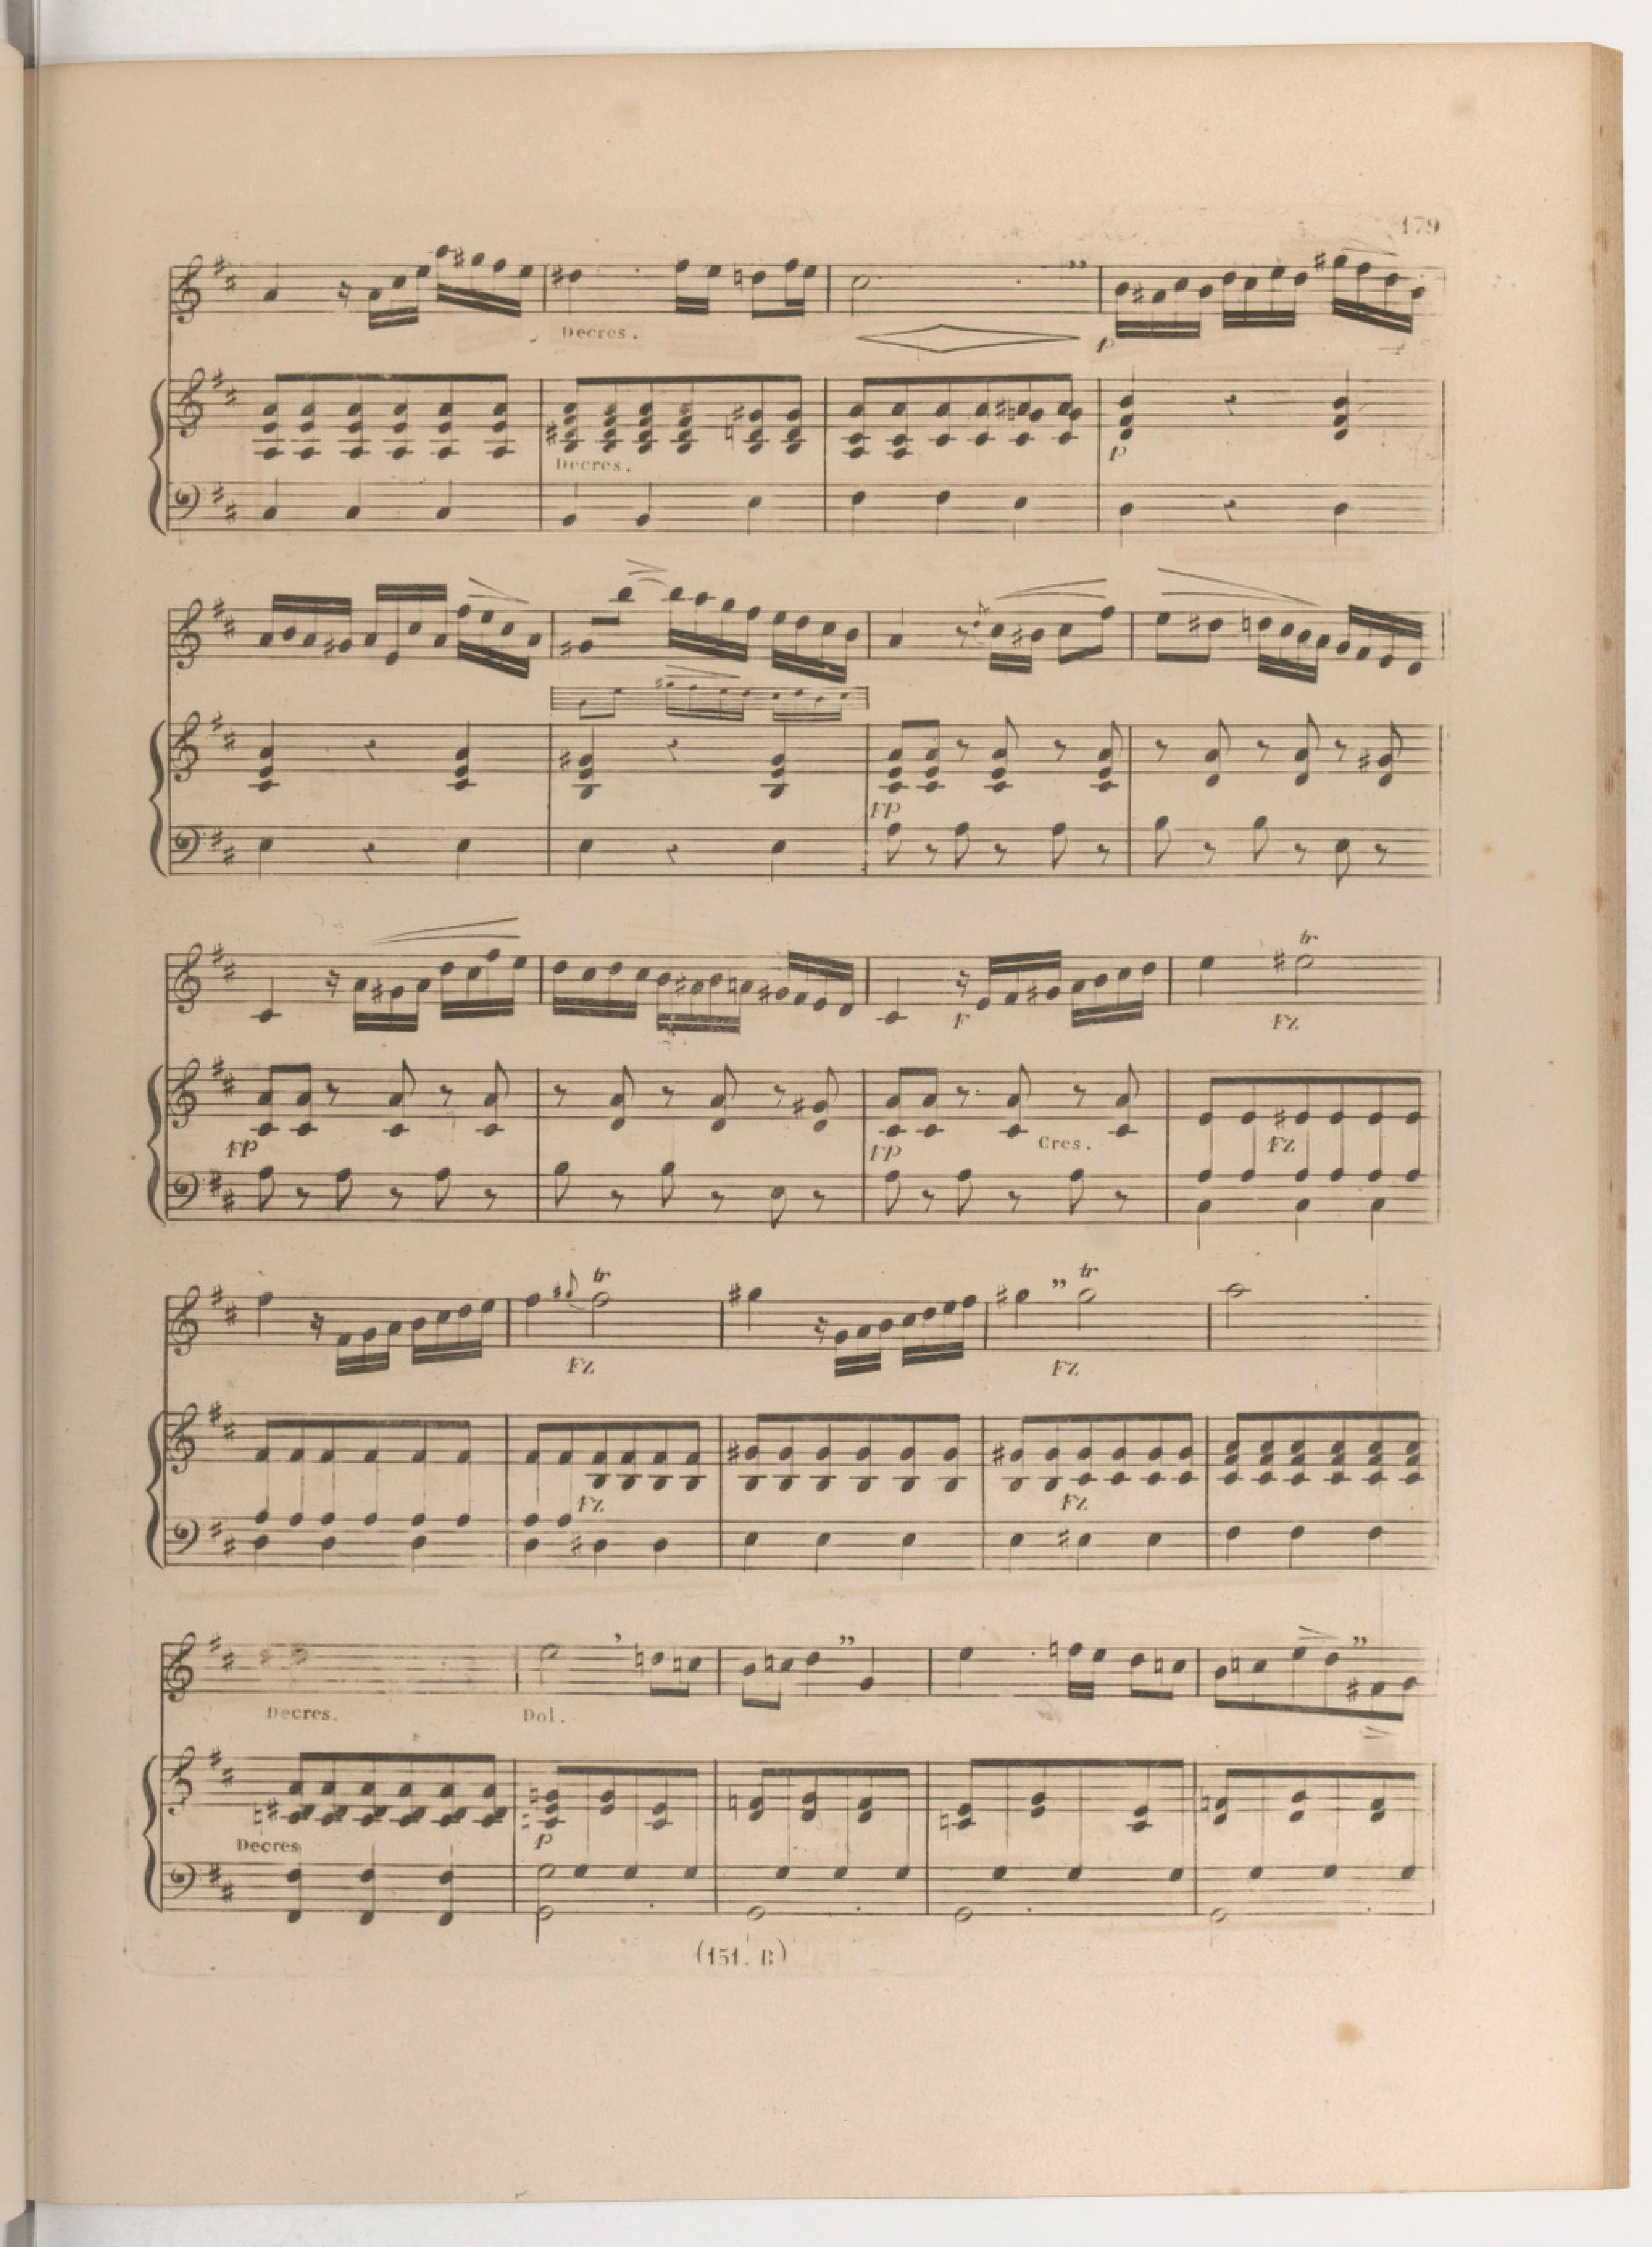 179
Decres.
p
Decres.
p
FP
F
Fz
tr
FP
FP
Cres.
Fz
tr
tr
Fz
Fz
Fz
Fz
Decres.
Dol.
Decres
p
(151. B)